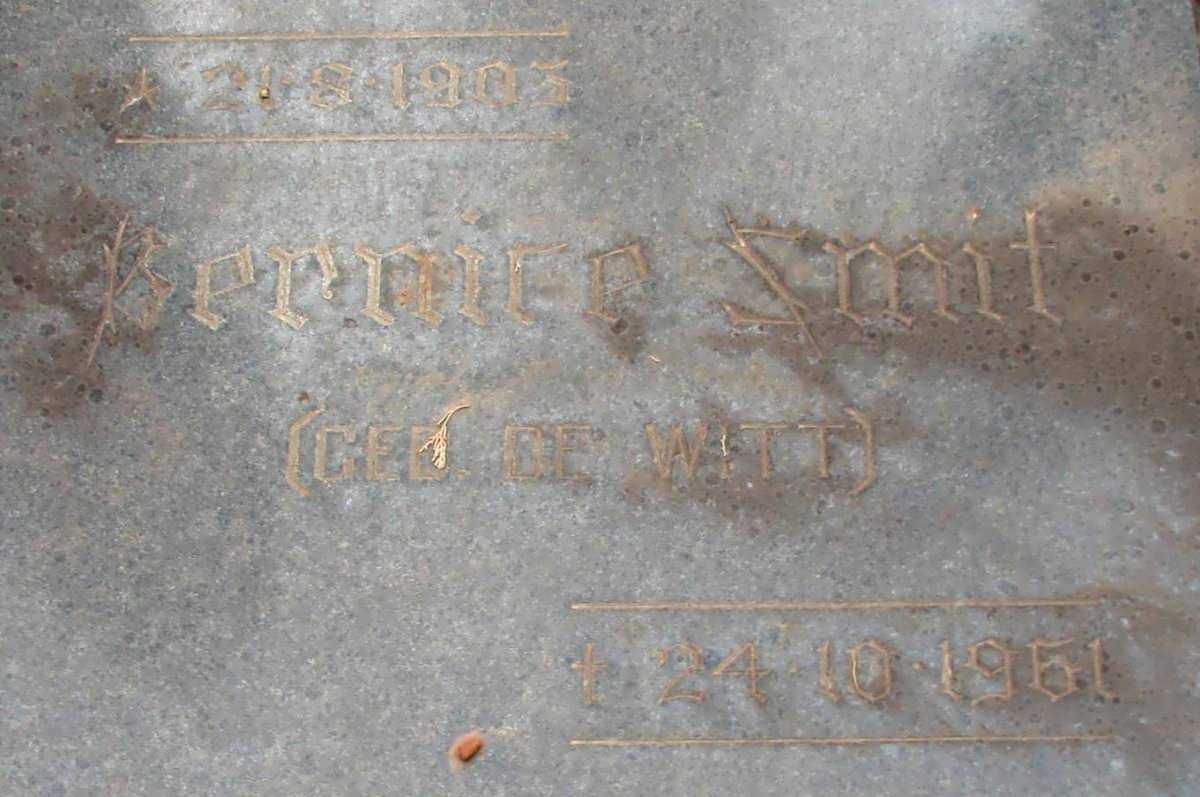 * 21·8·1903
Bernice Smit
(GEB. DE WITT)
† 24·10·1961